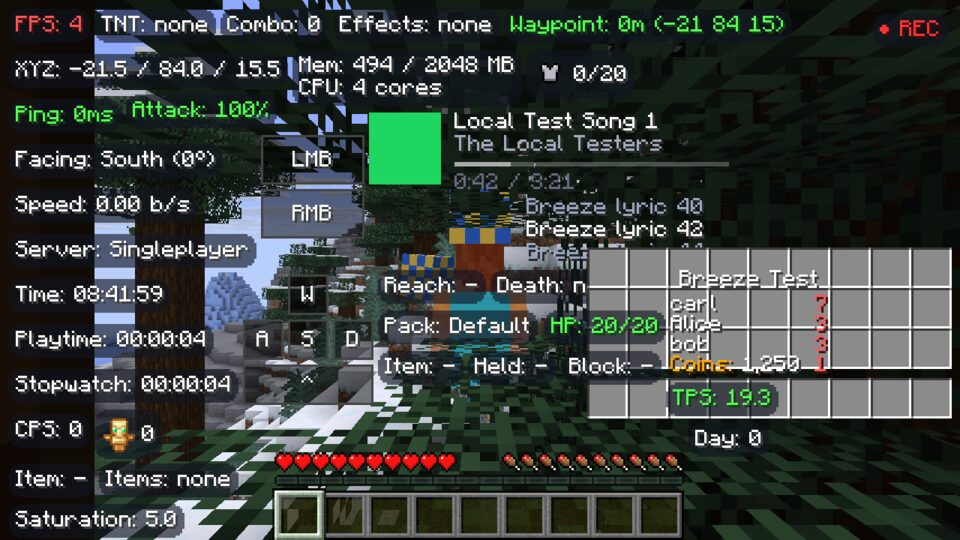 FPS: 4 TNT: none Combo: 0 Effects: none Waypoint: 0m (-21 84 15) REC
XYZ: -21.5 / 84.0 / 15.5 Mem: 494 / 2048 MB
CPU: 4 cores
0/20
Ping: 0ms Attack: 100%
Local Test Song 1
The Local Testers
0:42 / 3:21
Facing: South (0º) LMB
Speed: 0.00 b/s RMB
Breeze lyric 40
Breeze lyric 42
Server: Singleplayer
Breeze
Reach: - Death: n
Breeze Test
Time: 08:41:59 W
carl 7
Alice 3
bob 3
Coins: 1,250 1
Pack: Default HP: 20/20
Playtime: 00:00:04 A S D
Item: - Held: - Block: -
Stopwatch: 00:00:04 ^
TPS: 19.3
CPS: 0 0
Day: 0
Item: - Items: none
Saturation: 5.0